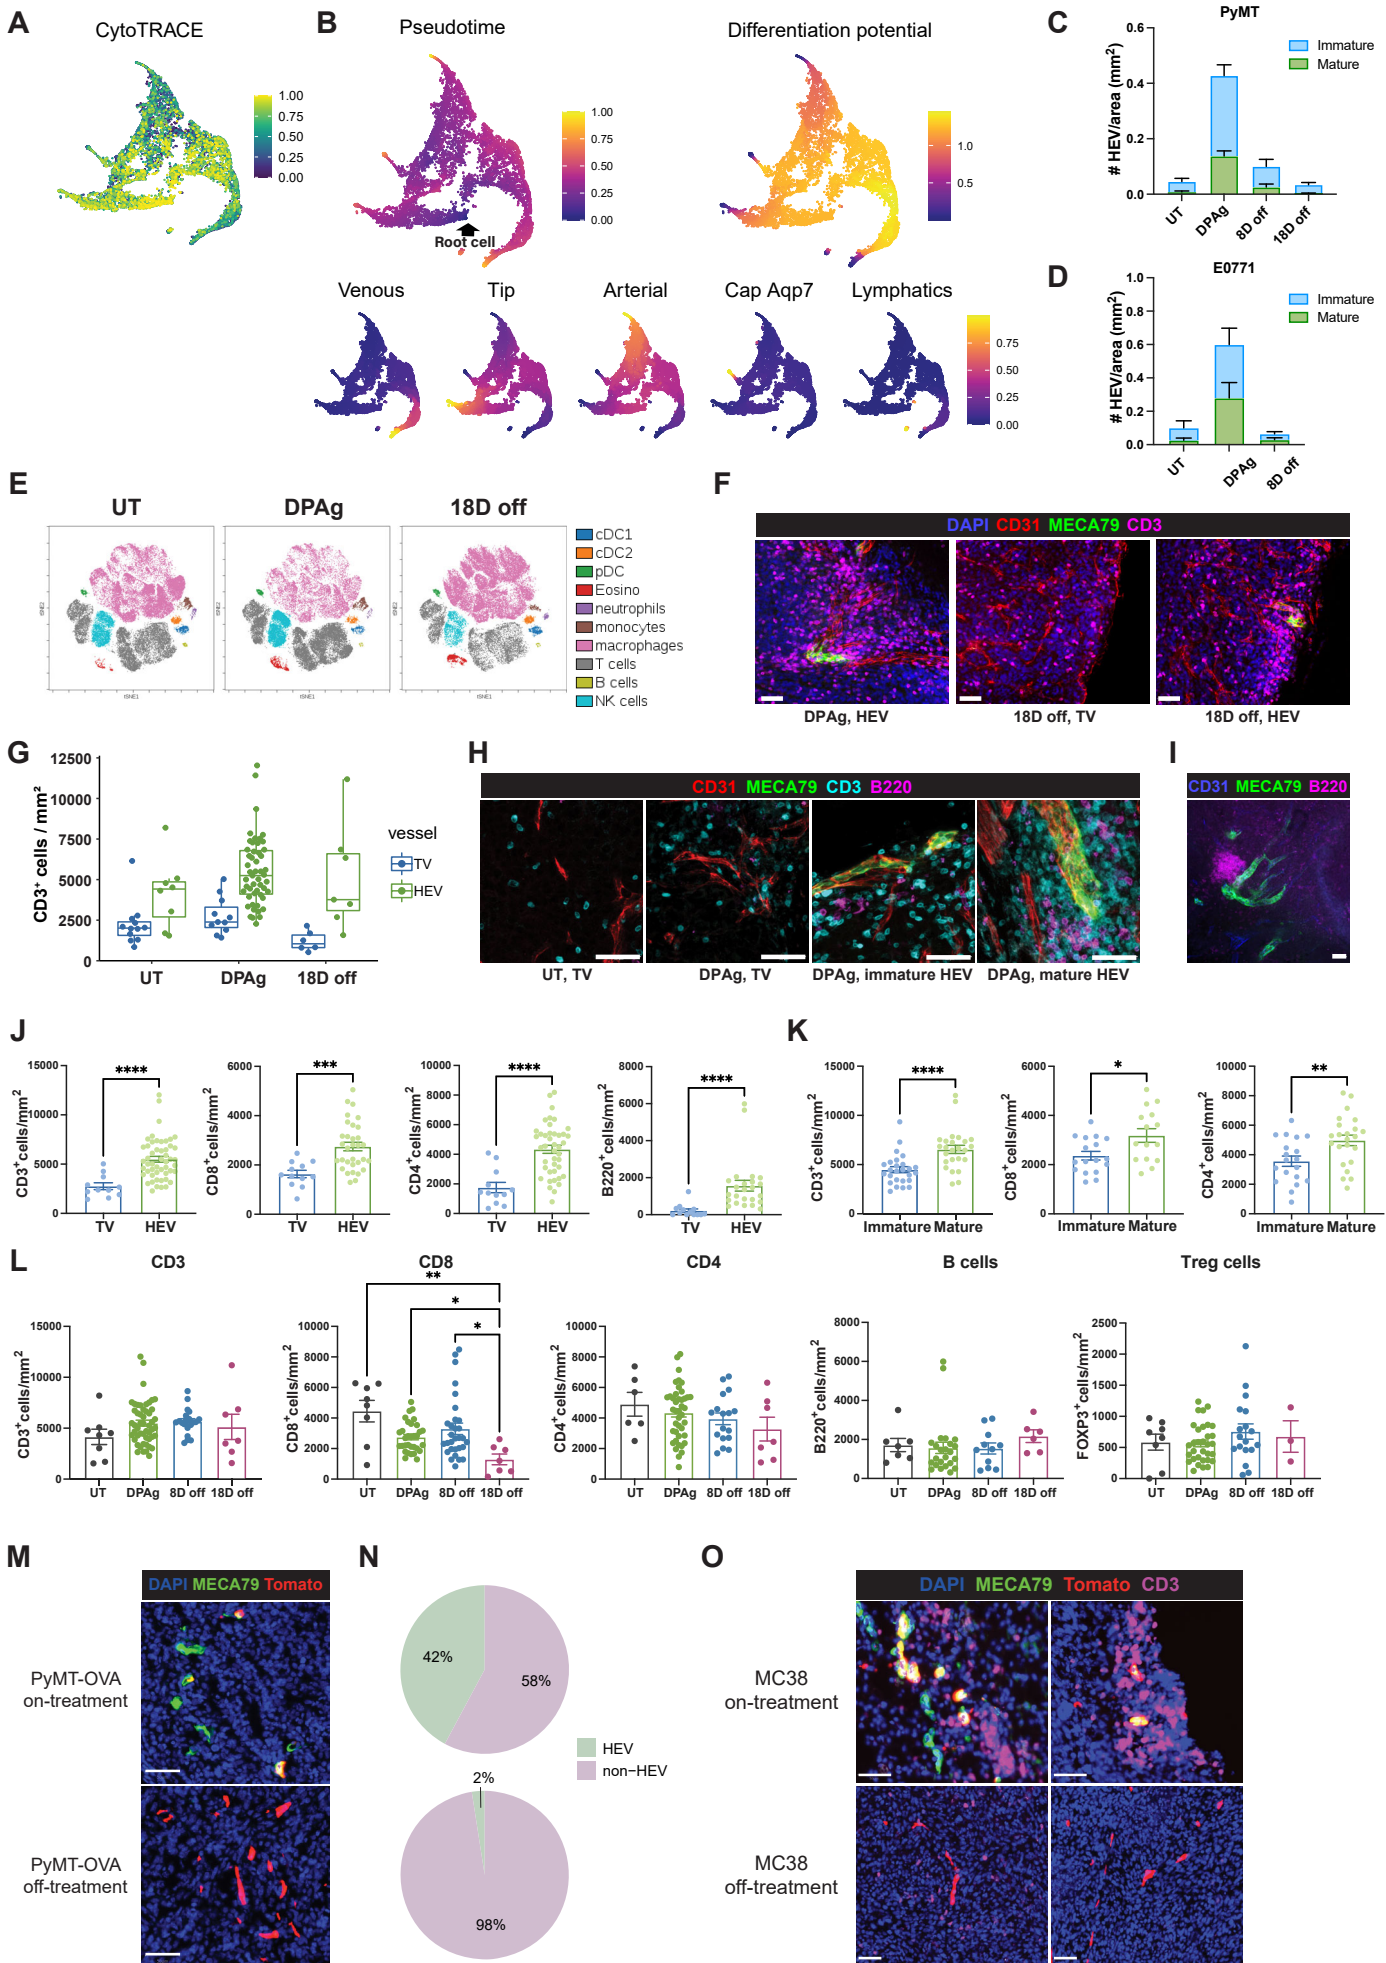 A
CytoTRACE
1.00
0.75
0.50
0.25
0.00
B
Pseudotime
1.00
0.75
0.50
0.25
0.00
Root cell
Differentiation potential
1.0
0.5
Venous
Tip
Arterial
Cap Aqp7
Lymphatics
0.75
0.50
0.25
0.00
C
PyMT
# HEV/area (mm²)
0.6
0.4
0.2
0.0
UT
DPAg
8D off
18D off
Immature
Mature
D
E0771
# HEV/area (mm²)
1.0
0.8
0.6
0.4
0.2
0.0
UT
DPAg
8D off
Immature
Mature
E
UT
DPAg
18D off
tSNE2
tSNE1
tSNE2
tSNE1
tSNE2
tSNE1
cDC1
cDC2
pDC
Eosino
neutrophils
monocytes
macrophages
T cells
B cells
NK cells
F
DAPI CD31 MECA79 CD3
DPAg, HEV
18D off, TV
18D off, HEV
G
CD3⁺ cells / mm²
12500
10000
7500
5000
2500
0
UT
DPAg
18D off
vessel
TV
HEV
H
CD31 MECA79 CD3 B220
UT, TV
DPAg, TV
DPAg, immature HEV
DPAg, mature HEV
I
CD31 MECA79 B220
J
CD3⁺cells/mm²
15000
10000
5000
0
****
TV
HEV
CD8⁺cells/mm²
6000
4000
2000
0
***
TV
HEV
CD4⁺cells/mm²
10000
8000
6000
4000
2000
0
****
TV
HEV
B220⁺cells/mm²
8000
6000
4000
2000
0
****
TV
HEV
K
CD3⁺cells/mm²
15000
10000
5000
0
****
Immature Mature
CD8⁺cells/mm²
6000
4000
2000
0
*
Immature Mature
CD4⁺cells/mm²
10000
8000
6000
4000
2000
0
**
Immature Mature
L
CD3
CD3⁺cells/mm²
15000
10000
5000
0
UT
DPAg
8D off
18D off
CD8
**
*
*
CD8⁺cells/mm²
10000
8000
6000
4000
2000
0
UT
DPAg
8D off
18D off
CD4
CD4⁺cells/mm²
10000
8000
6000
4000
2000
0
UT
DPAg
8D off
18D off
B cells
B220⁺cells/mm²
8000
6000
4000
2000
0
UT
DPAg
8D off
18D off
Treg cells
FOXP3⁺cells/mm²
2500
2000
1500
1000
500
0
UT
DPAg
8D off
18D off
M
DAPI MECA79 Tomato
PyMT-OVA
on-treatment
PyMT-OVA
off-treatment
N
42%
58%
HEV
non−HEV
2%
98%
O
DAPI MECA79 Tomato CD3
MC38
on-treatment
MC38
off-treatment